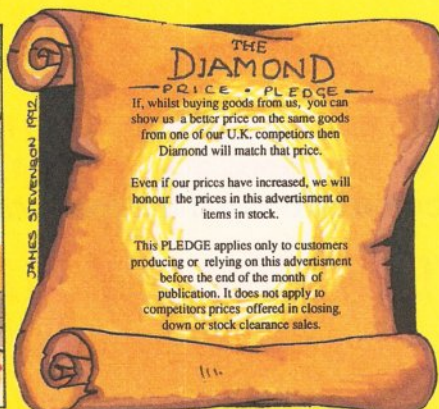 JAMES STEVENSON 1992
THE
DIAMOND
PRICE • PLEDGE
If, whilst buying goods from us, you can
show us a better price on the same goods
from one of our U.K. competiors then
Diamond will match that price.
Even if our prices have increased, we will
honour the prices in this advertisment on
items in stock.
This PLEDGE applies only to customers
producing or relying on this advertisment
before the end of the month of
publication. It does not apply to
competitors prices offered in closing,
down or stock clearance sales.